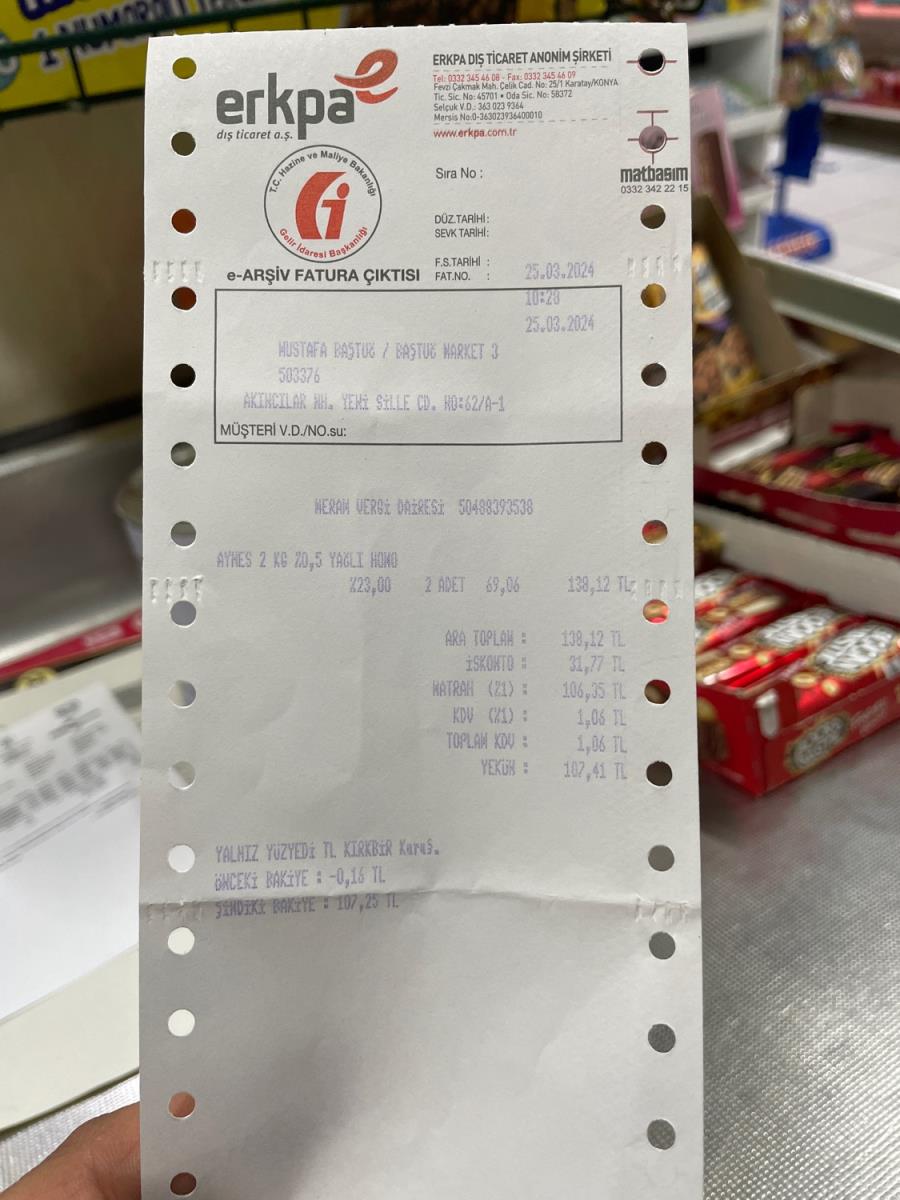 erkpa
dış ticaret a.ş.
ERKPA DIŞ TİCARET ANONİM ŞİRKETİ
Tel: 0332 345 46 08 - Fax: 0332 345 46 09
Fevzi Çakmak Mah. Çelik Cad. No: 25/1 Karatay/KONYA
Tic. Sic. No: 45701 • Oda Sic. No: 58372
Selçuk V.D.: 363 023 9364
Mersis No:0-363023936400010
www.erkpa.com.tr
matbasım
0332 342 22 15
T.C. Hazine ve Maliye Bakanlığı
Gelir İdaresi Başkanlığı
e-ARŞİV FATURA ÇIKTISI
Sıra No :
DÜZ.TARİHİ:
SEVK TARİHİ:
F.S.TARİHİ :
FAT.NO. :
25.03.2024
10:28
25.03.2024
MUSTAFA BAŞTUĞ / BAŞTUĞ MARKET 3
503376
AKINCILAR MH. YENİ SİLLE CD. NO:62/A-1
MÜŞTERİ V.D./NO.su:
MERAM VERGİ DAİRESİ 50488393538
AYNES 2 KG %0,5 YAĞLI HOMO
%23,00 2 ADET 69,06 138,12 TL
ARA TOPLAM : 138,12 TL
İSKONTO : 31,77 TL
MATRAH (%1) : 106,35 TL
KDV (%1) : 1,06 TL
TOPLAM KDV : 1,06 TL
YEKÜN : 107,41 TL
YALNIZ YÜZYEDİ TL KIRKBİR Kuruş.
ÖNCEKİ BAKİYE : -0,16 TL
ŞİMDİKİ BAKİYE : 107,25 TL